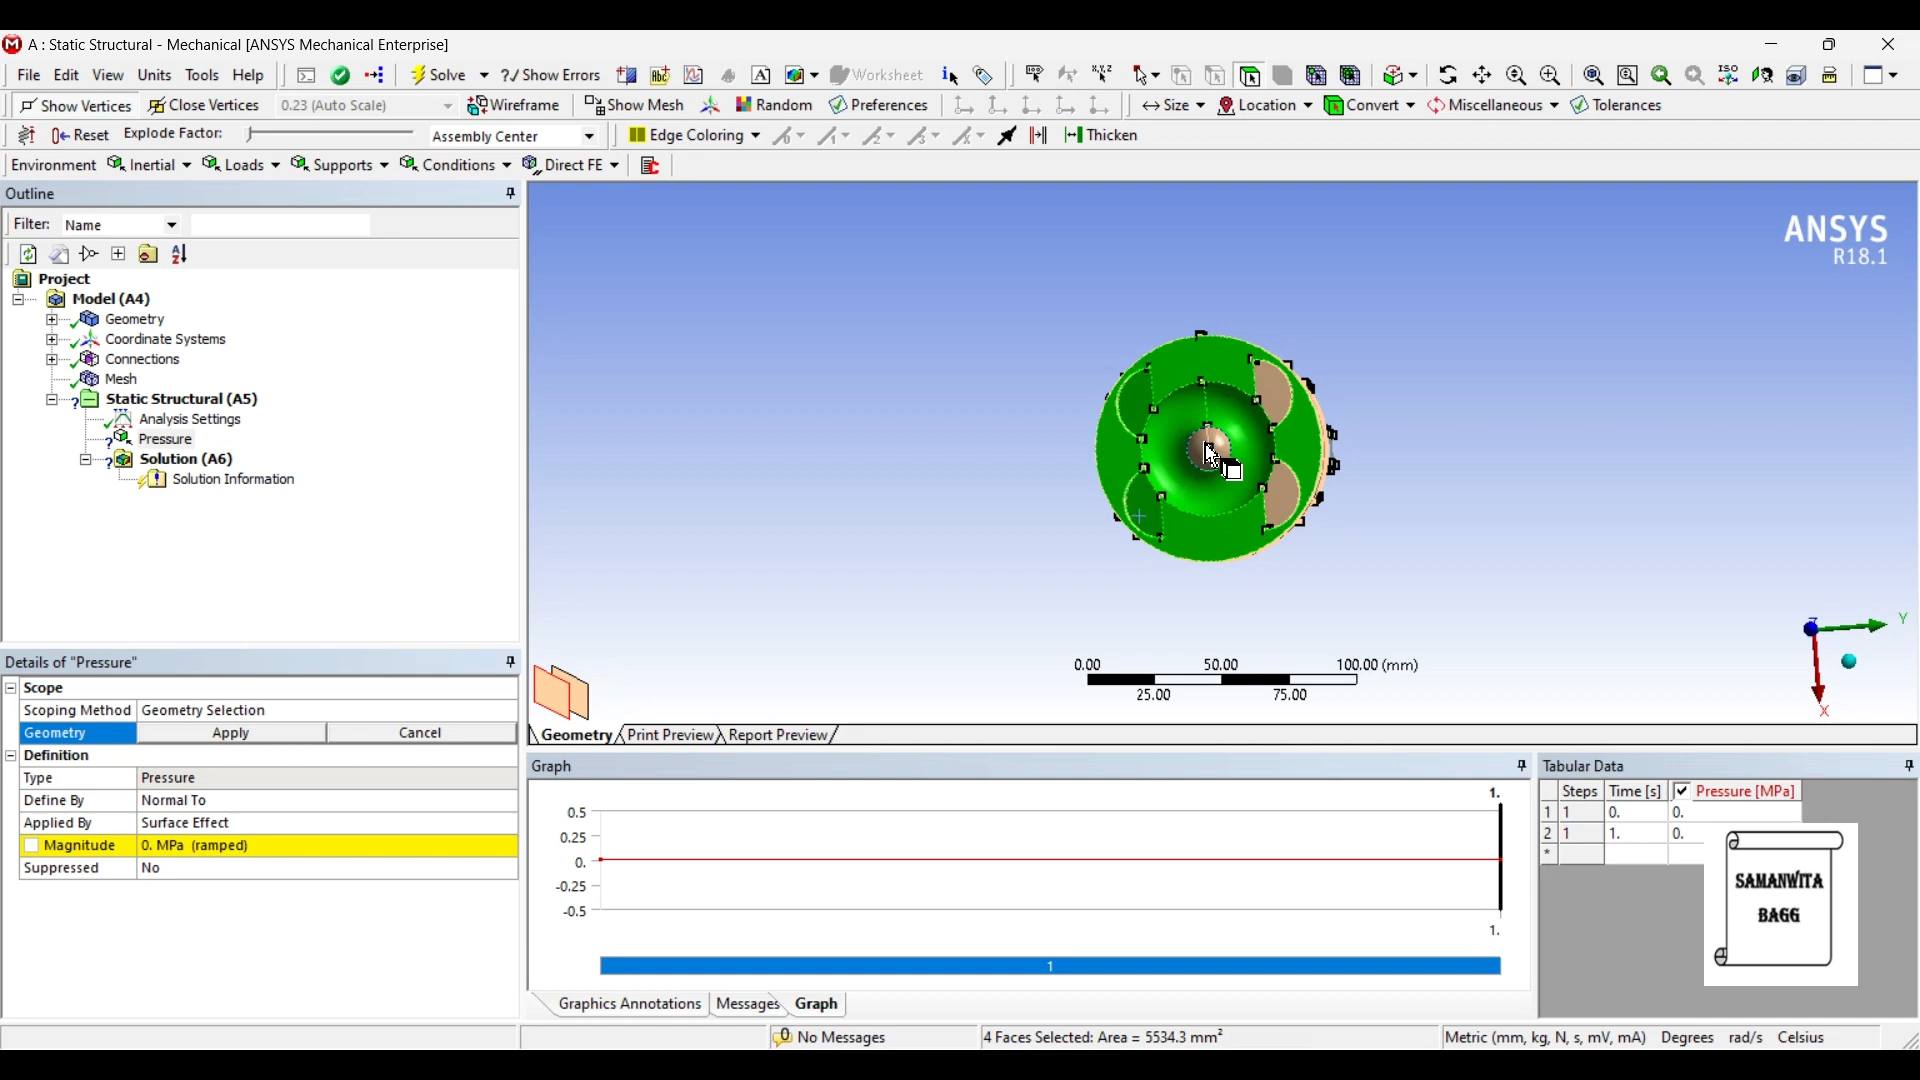 A : Static Structural - Mechanical [ANSYS Mechanical Enterprise]
File Edit View Units Tools Help Solve ?/ Show Errors Worksheet
Show Vertices Close Vertices 0.23 (Auto Scale) Wireframe Show Mesh Random Preferences Size Location Convert Miscellaneous Tolerances
Reset Explode Factor: Assembly Center Edge Coloring Thicken
Environment Inertial Loads Supports Conditions Direct FE
Outline
Filter: Name
Project
Model (A4)
Geometry
Coordinate Systems
Connections
Mesh
Static Structural (A5)
Analysis Settings
Pressure
Solution (A6)
Solution Information
ANSYS
R18.1
Y
Z
X
0.00 50.00 100.00 (mm)
25.00 75.00
Details of "Pressure"
Scope
Scoping Method Geometry Selection
Geometry Apply Cancel
Definition
Type Pressure
Define By Normal To
Applied By Surface Effect
Magnitude 0. MPa (ramped)
Suppressed No
Geometry Print Preview Report Preview
Graph
1.
0.5
0.25
0.
-0.25
-0.5
1.
1
Graphics Annotations Messages Graph
Tabular Data
Steps Time [s] Pressure [MPa]
1 1 0. 0.
2 1 1. 0.
*
SAMANWITA
BAGG
No Messages 4 Faces Selected: Area = 5534.3 mm² Metric (mm, kg, N, s, mV, mA) Degrees rad/s Celsius